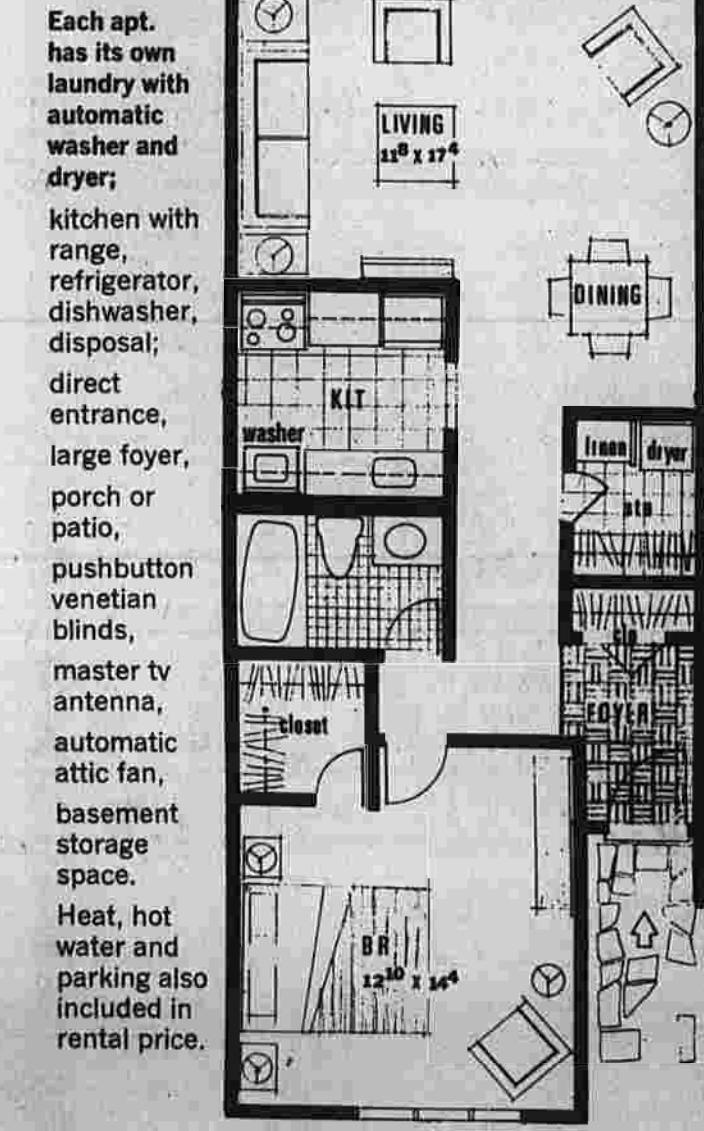 Each apt.
has its own
laundry with
automatic
washer and
dryer;
kitchen with
range,
refrigerator,
dishwasher,
disposal;
direct
entrance,
large foyer,
porch or
patio,
pushbutton
venetian
blinds,
master tv
antenna,
automatic
attic fan,
basement
storage
space.
Heat, hot
water and
parking also
included in
rental price.
LIVING
11⁸ X 17⁴
DINING
KIT
washer
linen
dryer
stg
clo
FOYER
closet
BR
12¹⁰ X 14⁴